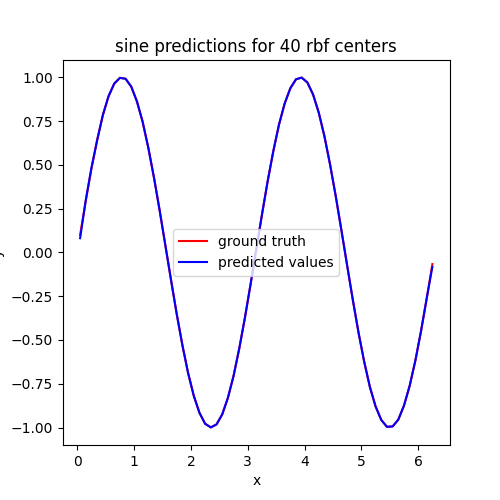 sine predictions for 40 rbf centers
1.00
0.75
0.50
0.25
0.00
−0.25
−0.50
−0.75
−1.00
ground truth
predicted values
0 1 2 3 4 5 6
x